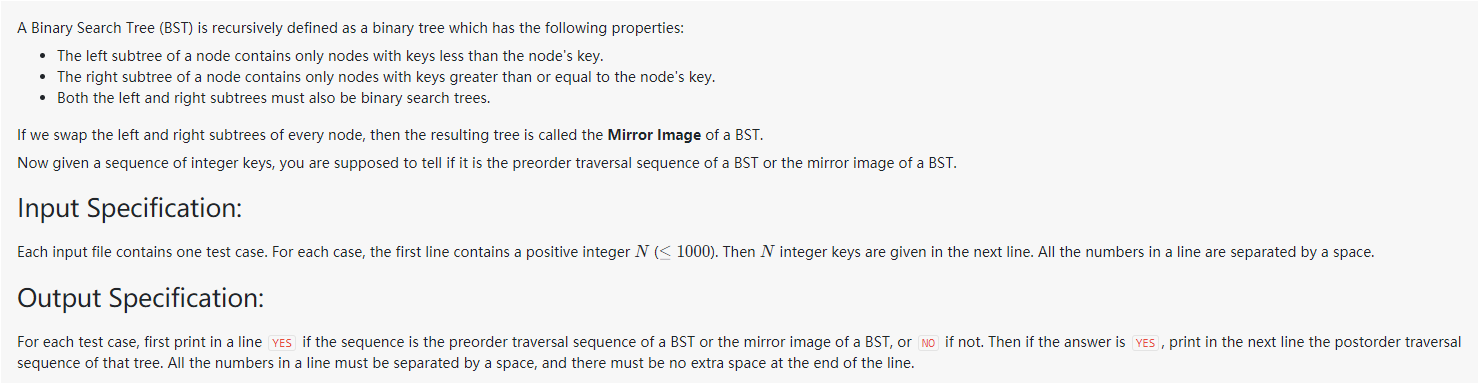 A Binary Search Tree (BST) is recursively defined as a binary tree which has the following properties:
• The left subtree of a node contains only nodes with keys less than the node's key.
• The right subtree of a node contains only nodes with keys greater than or equal to the node's key.
• Both the left and right subtrees must also be binary search trees.
If we swap the left and right subtrees of every node, then the resulting tree is called the Mirror Image of a BST.
Now given a sequence of integer keys, you are supposed to tell if it is the preorder traversal sequence of a BST or the mirror image of a BST.
Input Specification:
Each input file contains one test case. For each case, the first line contains a positive integer N (≤ 1000). Then N integer keys are given in the next line. All the numbers in a line are separated by a space.
Output Specification:
For each test case, first print in a line YES if the sequence is the preorder traversal sequence of a BST or the mirror image of a BST, or NO if not. Then if the answer is YES , print in the next line the postorder traversal
sequence of that tree. All the numbers in a line must be separated by a space, and there must be no extra space at the end of the line.